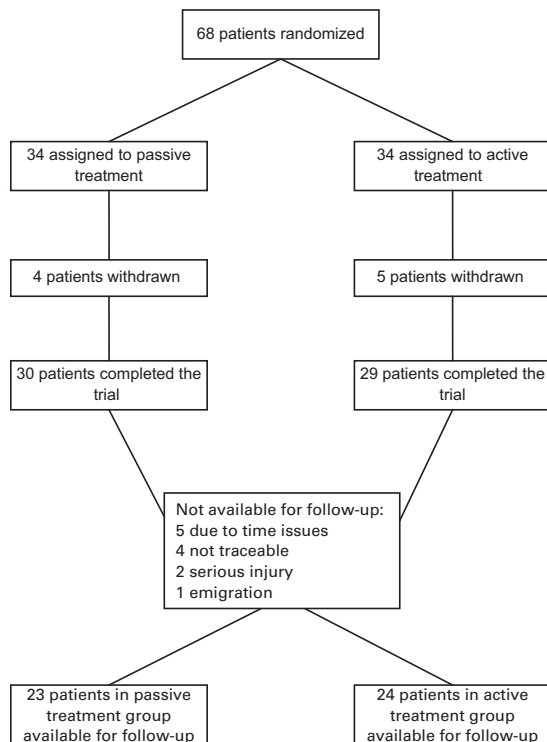 68 patients randomized
34 assigned to passive
treatment
34 assigned to active
treatment
4 patients withdrawn
5 patients withdrawn
30 patients completed the
trial
29 patients completed the
trial
Not available for follow-up:
5 due to time issues
4 not traceable
2 serious injury
1 emigration
23 patients in passive
treatment group
available for follow-up
24 patients in active
treatment group
available for follow-up